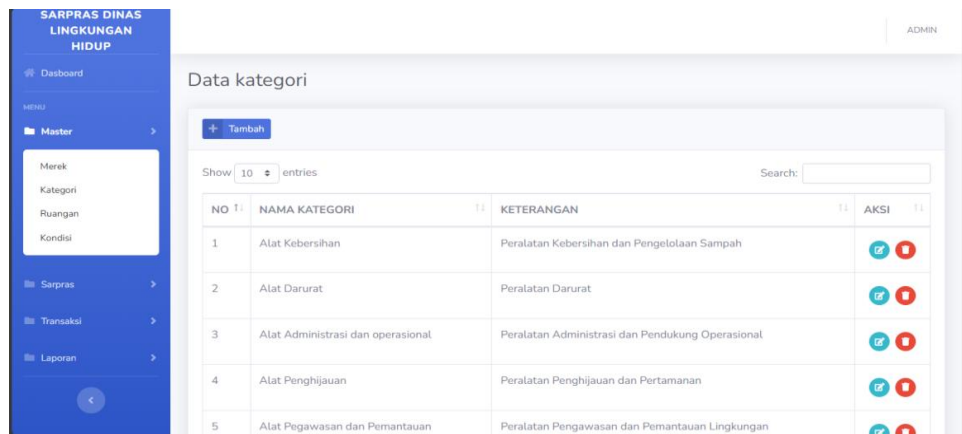 SARPRAS DINAS
LINGKUNGAN
HIDUP
Dasboard
MENU
Master
Merek
Kategori
Ruangan
Kondisi
Sarpras
Transaksi
Laporan
ADMIN
Data kategori
+ Tambah
Show 10 entries
Search:
NO NAMA KATEGORI KETERANGAN AKSI
1 Alat Kebersihan Peralatan Kebersihan dan Pengelolaan Sampah
2 Alat Darurat Peralatan Darurat
3 Alat Administrasi dan operasional Peralatan Administrasi dan Pendukung Operasional
4 Alat Penghijauan Peralatan Penghijauan dan Pertamanan
5 Alat Pegawasan dan Pemantauan Peralatan Pengawasan dan Pemantauan Lingkungan